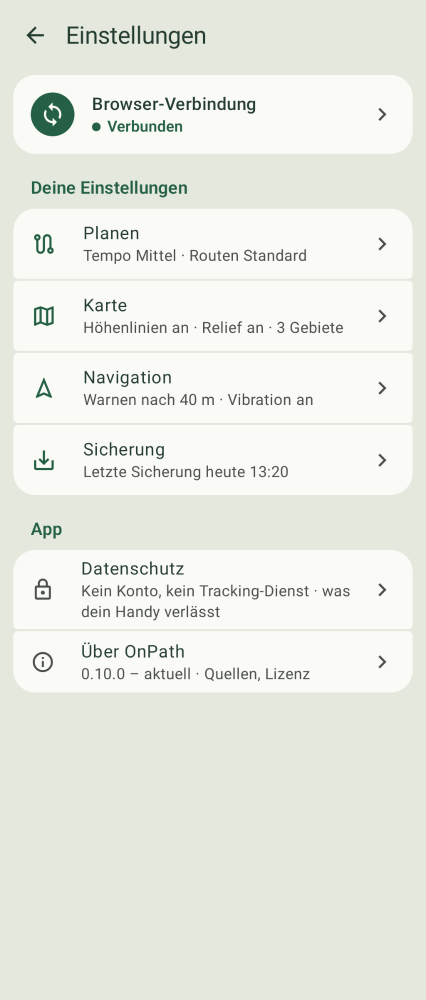 Einstellungen
Browser-Verbindung
Verbunden
Deine Einstellungen
Planen
Tempo Mittel · Routen Standard
Karte
Höhenlinien an · Relief an · 3 Gebiete
Navigation
Warnen nach 40 m · Vibration an
Sicherung
Letzte Sicherung heute 13:20
App
Datenschutz
Kein Konto, kein Tracking-Dienst · was
dein Handy verlässt
Über OnPath
0.10.0 – aktuell · Quellen, Lizenz